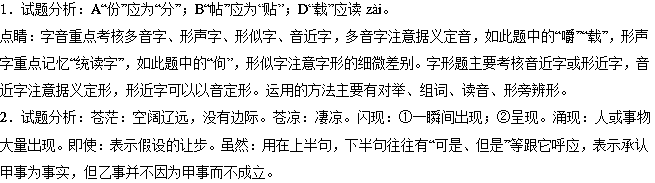 1．试题分析：A“份”应为“分”；B“帖”应为“贴”；D“载”应读 zài。
点睛：字音重点考核多音字、形声字、形似字、音近字，多音字注意据义定音，如此题中的“嚼”“载”，形声
字重点记忆“统读字”，如此题中的“佝”，形似字注意字形的细微差别。字形题主要考核音近字或形近字，音
近字注意据义定形，形近字可以以音定形。运用的方法主要有对举、组词、读音、形旁辨形。
2．试题分析：苍茫：空阔辽远，没有边际。苍凉：凄凉。闪现：①一瞬间出现；②呈现。涌现：人或事物
大量出现。即使：表示假设的让步。虽然：用在上半句，下半句往往有“可是、但是”等跟它呼应，表示承认
甲事为事实，但乙事并不因为甲事而不成立。